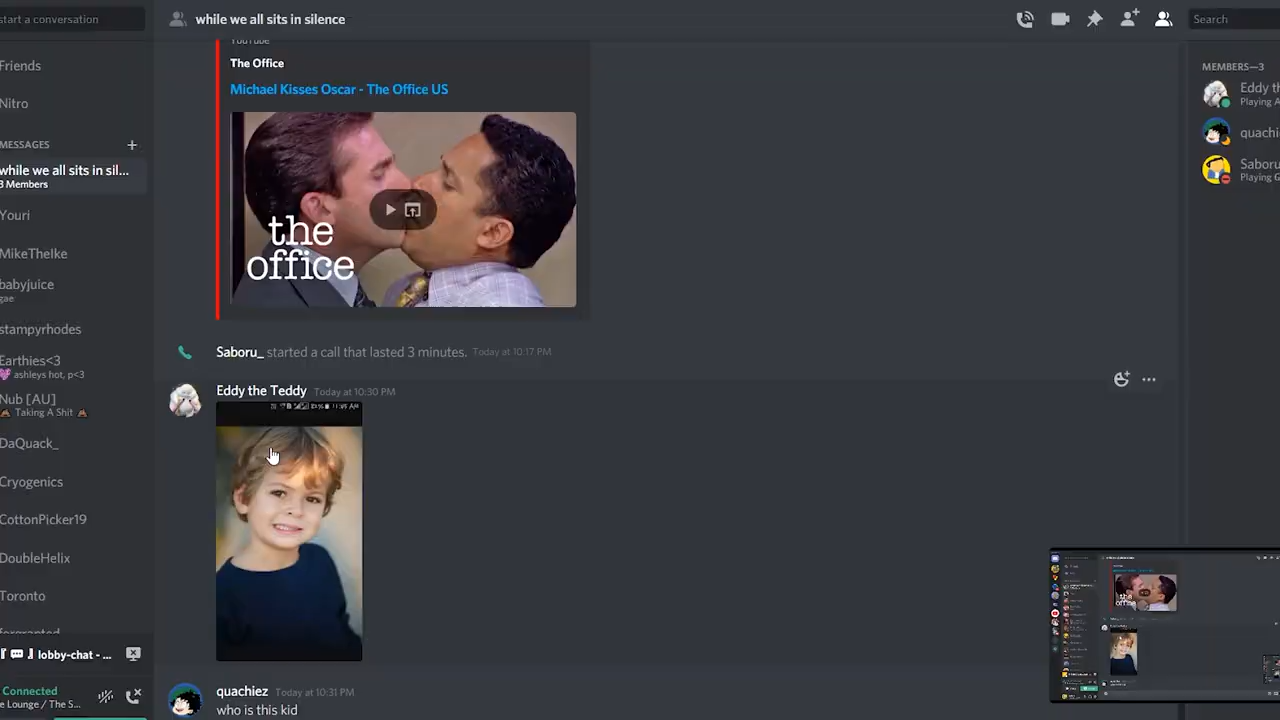 start a conversation
while we all sits in silence
Search
YouTube
The Office
Michael Kisses Oscar - The Office US
the
office
Friends
Nitro
MESSAGES +
while we all sits in sil...
3 Members
Youri
MikeThelke
babyjuice
gae
stampyrhodes
Earthies<3
💜 ashleys hot, p<3
Nub [AU]
💩 Taking A Shit 💩
DaQuack_
Cryogenics
CottonPicker19
DoubleHelix
Toronto
lobby-chat - ...
Connected
e Lounge / The S...
Saboru_ started a call that lasted 3 minutes. Today at 10:17 PM
Eddy the Teddy Today at 10:30 PM
quachiez Today at 10:31 PM
who is this kid
MEMBERS—3
Eddy th
Playing A
quachie
Saboru
Playing G